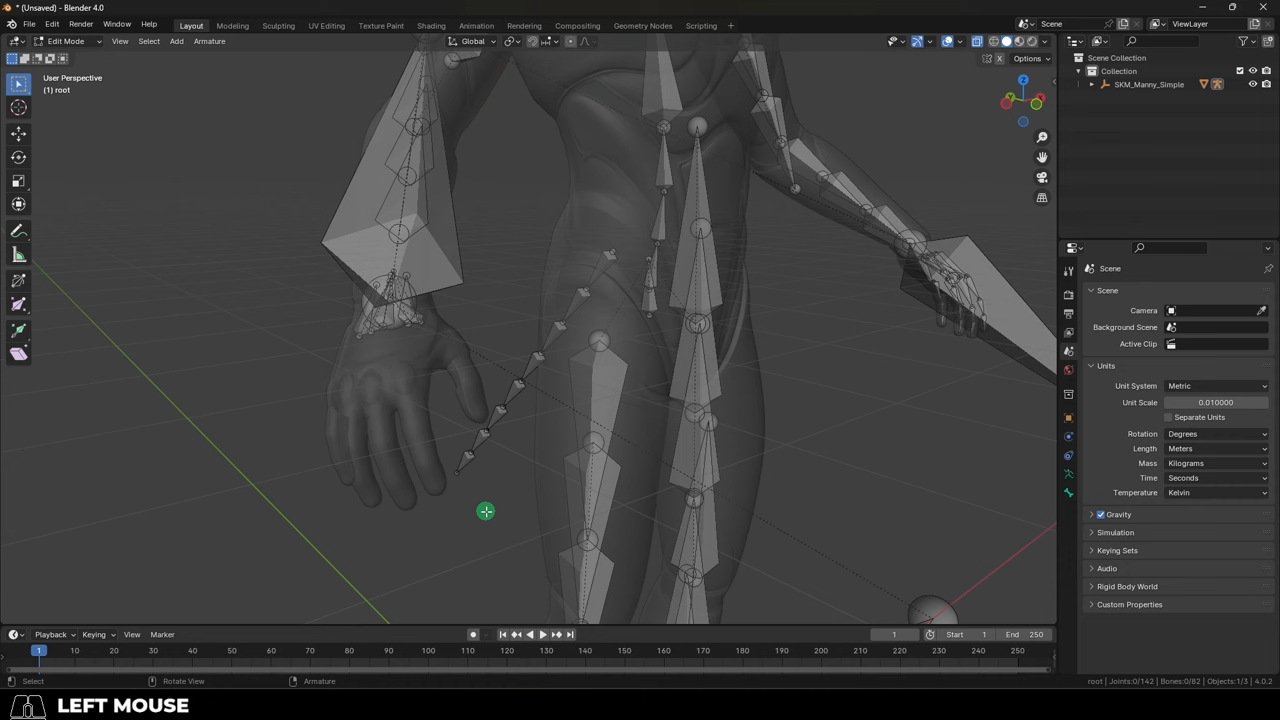 * (Unsaved) - Blender 4.0
File Edit Render Window Help Layout Modeling Sculpting UV Editing Texture Paint Shading Animation Rendering Compositing Geometry Nodes Scripting + Scene ViewLayer
Edit Mode View Select Add Armature Global
X Options
User Perspective
(1) root
Z
Scene Collection
Collection
SKM_Manny_Simple
Scene
Scene
Camera
Background Scene
Active Clip
Units
Unit System Metric
Unit Scale 0.010000
Separate Units
Rotation Degrees
Length Meters
Mass Kilograms
Time Seconds
Temperature Kelvin
Gravity
Simulation
Keying Sets
Audio
Rigid Body World
Custom Properties
Playback Keying View Marker 1 Start 1 End 250
1 10 20 30 40 50 60 70 80 90 100 110 120 130 140 150 160 170 180 190 200 210 220 230 240 250
Select Rotate View Armature root | Joints:0/142 | Bones:0/82 | Objects:1/3 | 4.0.2
LEFT MOUSE